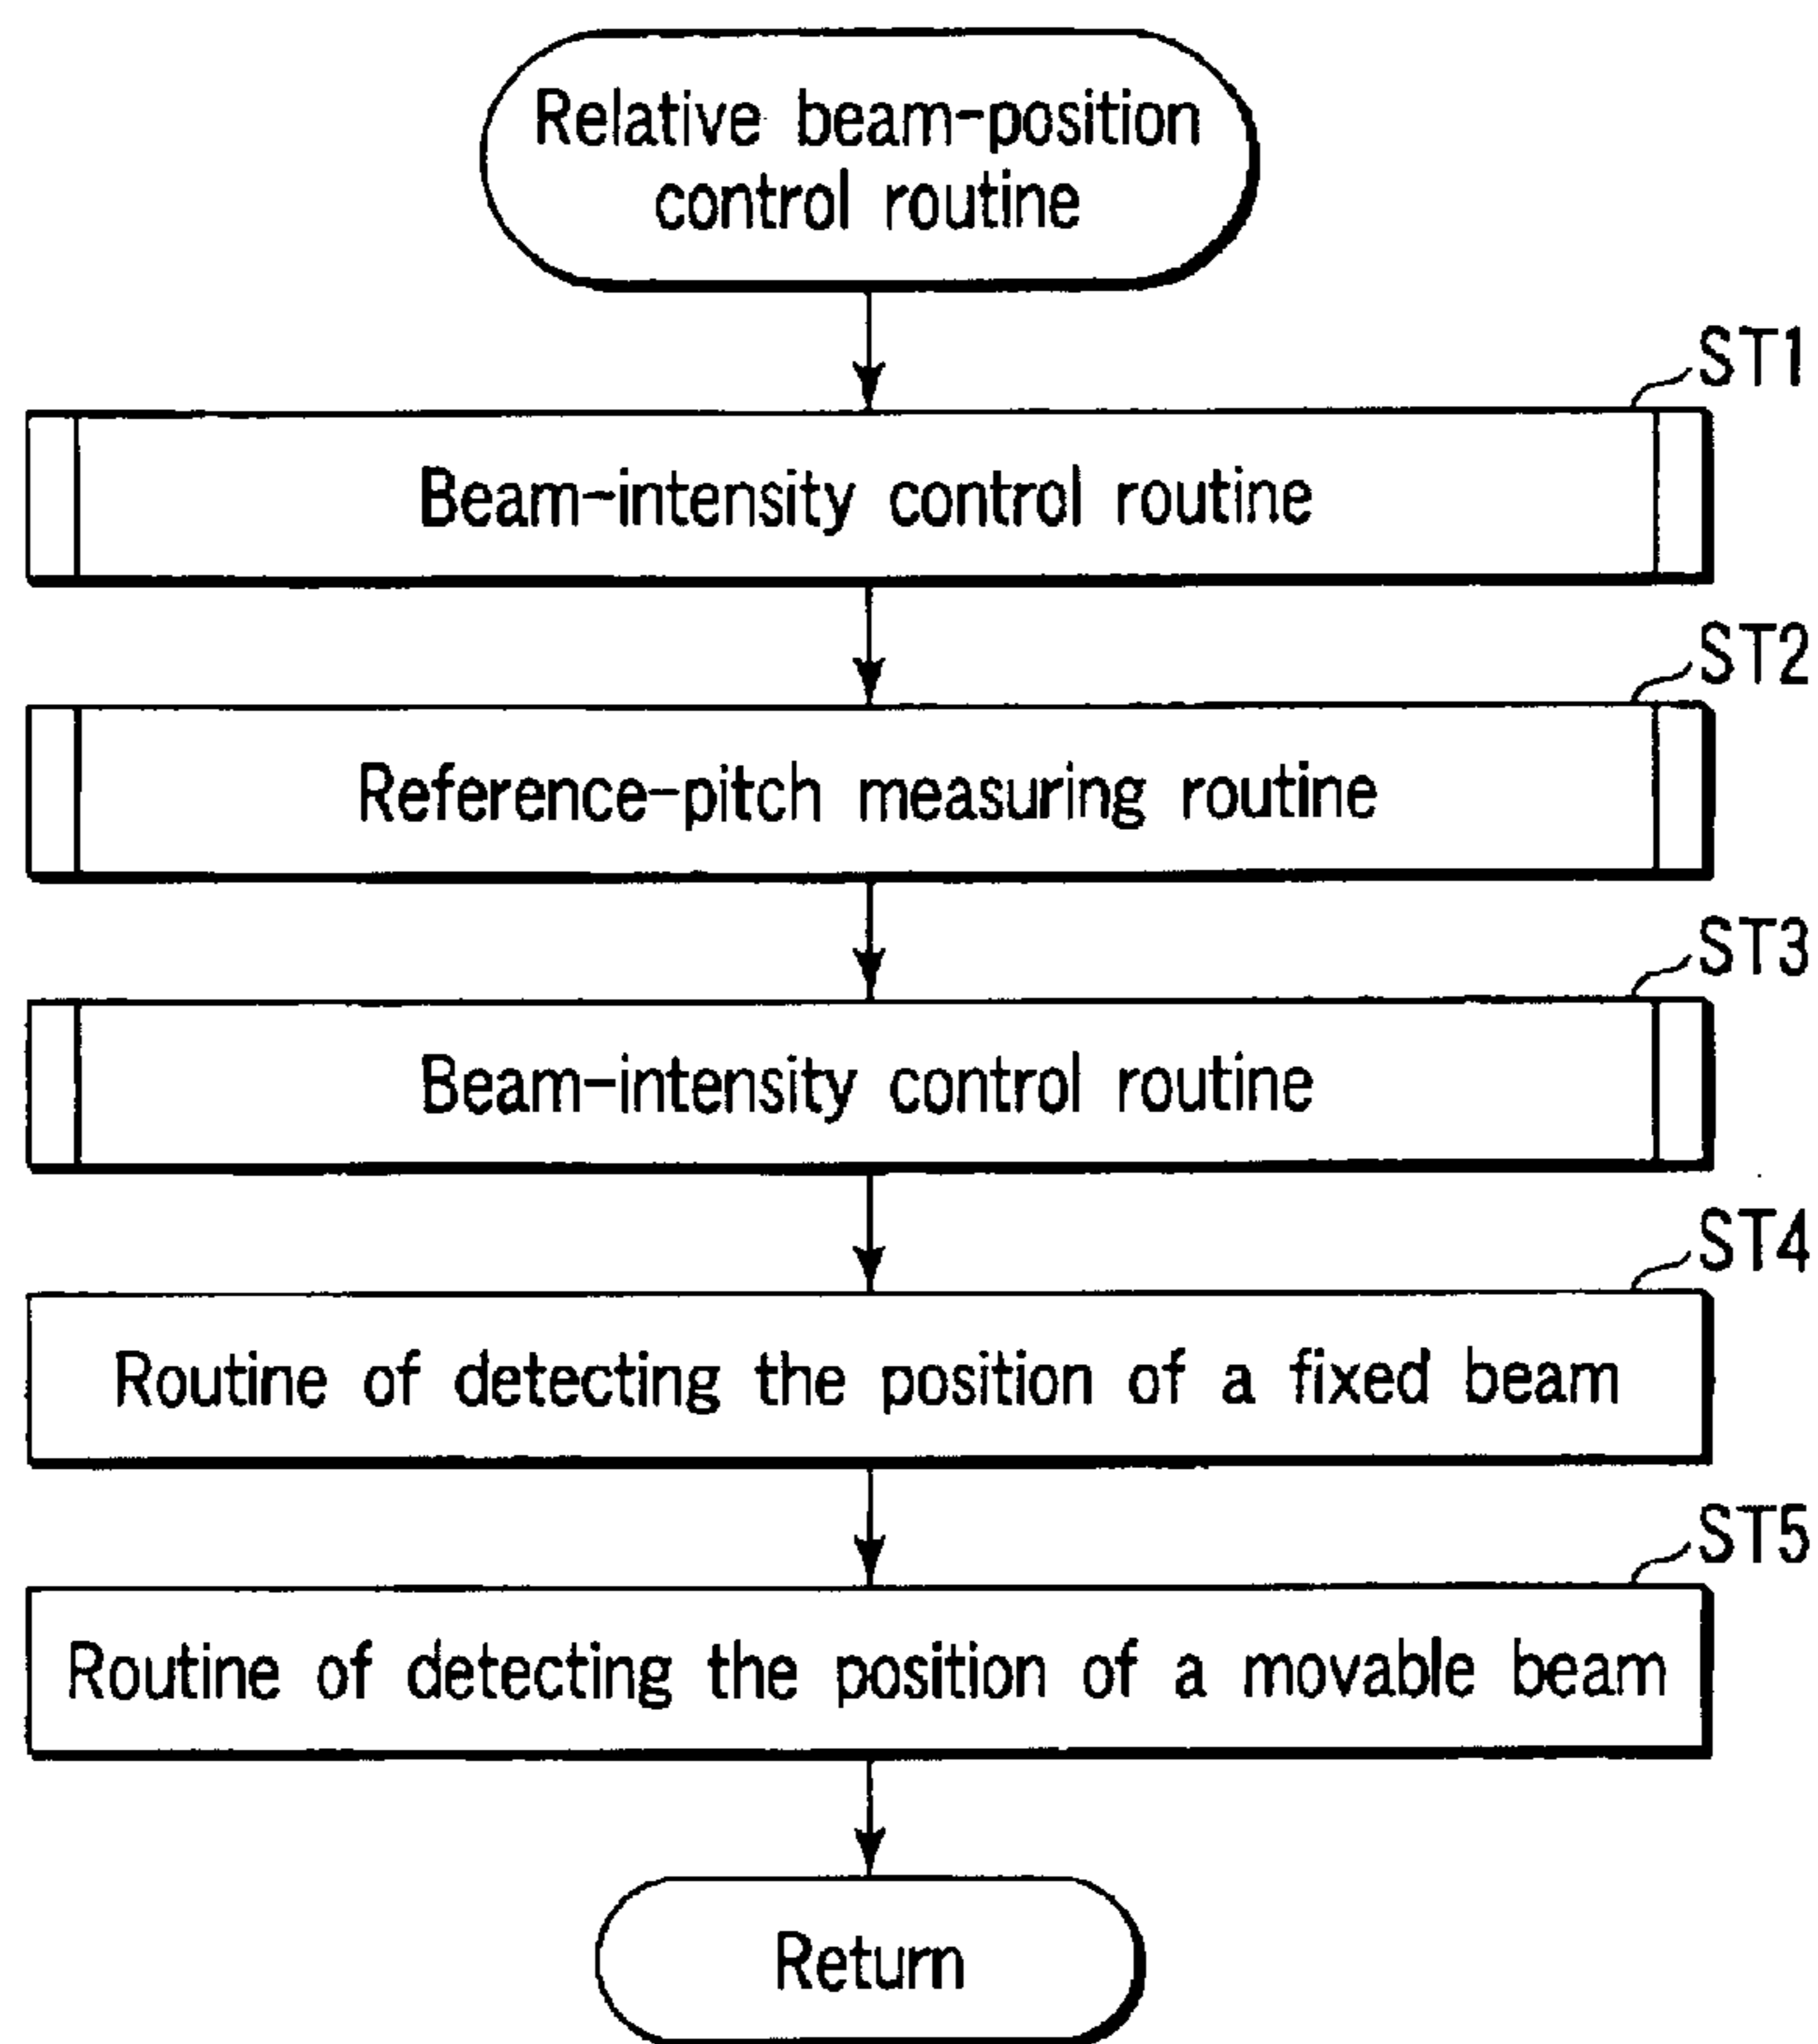 Relative beam-position
control routine
ST1
Beam-intensity control routine
ST2
Reference-pitch measuring routine
ST3
Beam-intensity control routine
ST4
Routine of detecting the position of a fixed beam
ST5
Routine of detecting the position of a movable beam
Return